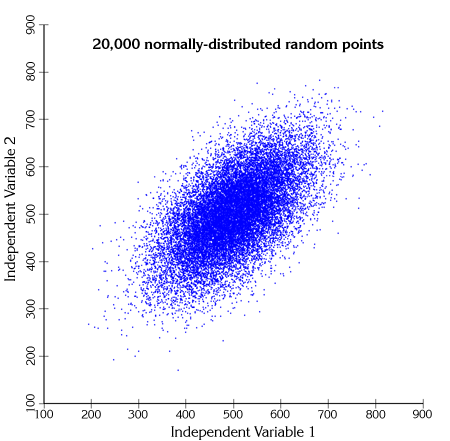 20,000 normally-distributed random points
900
800
700
600
500
400
300
200
100
Independent Variable 2
100 200 300 400 500 600 700 800 900
Independent Variable 1